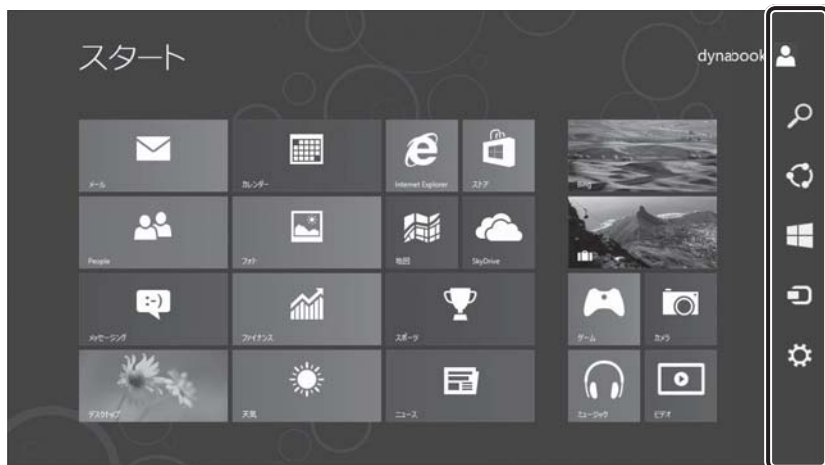 スタート
dynabook
メール
カレンダー
Internet Explorer
ストア
Bing
People
フォト
地図
SkyDrive
メッセージング
ファイナンス
スポーツ
ゲーム
カメラ
デスクトップ
天気
ニュース
ミュージック
ビデオ